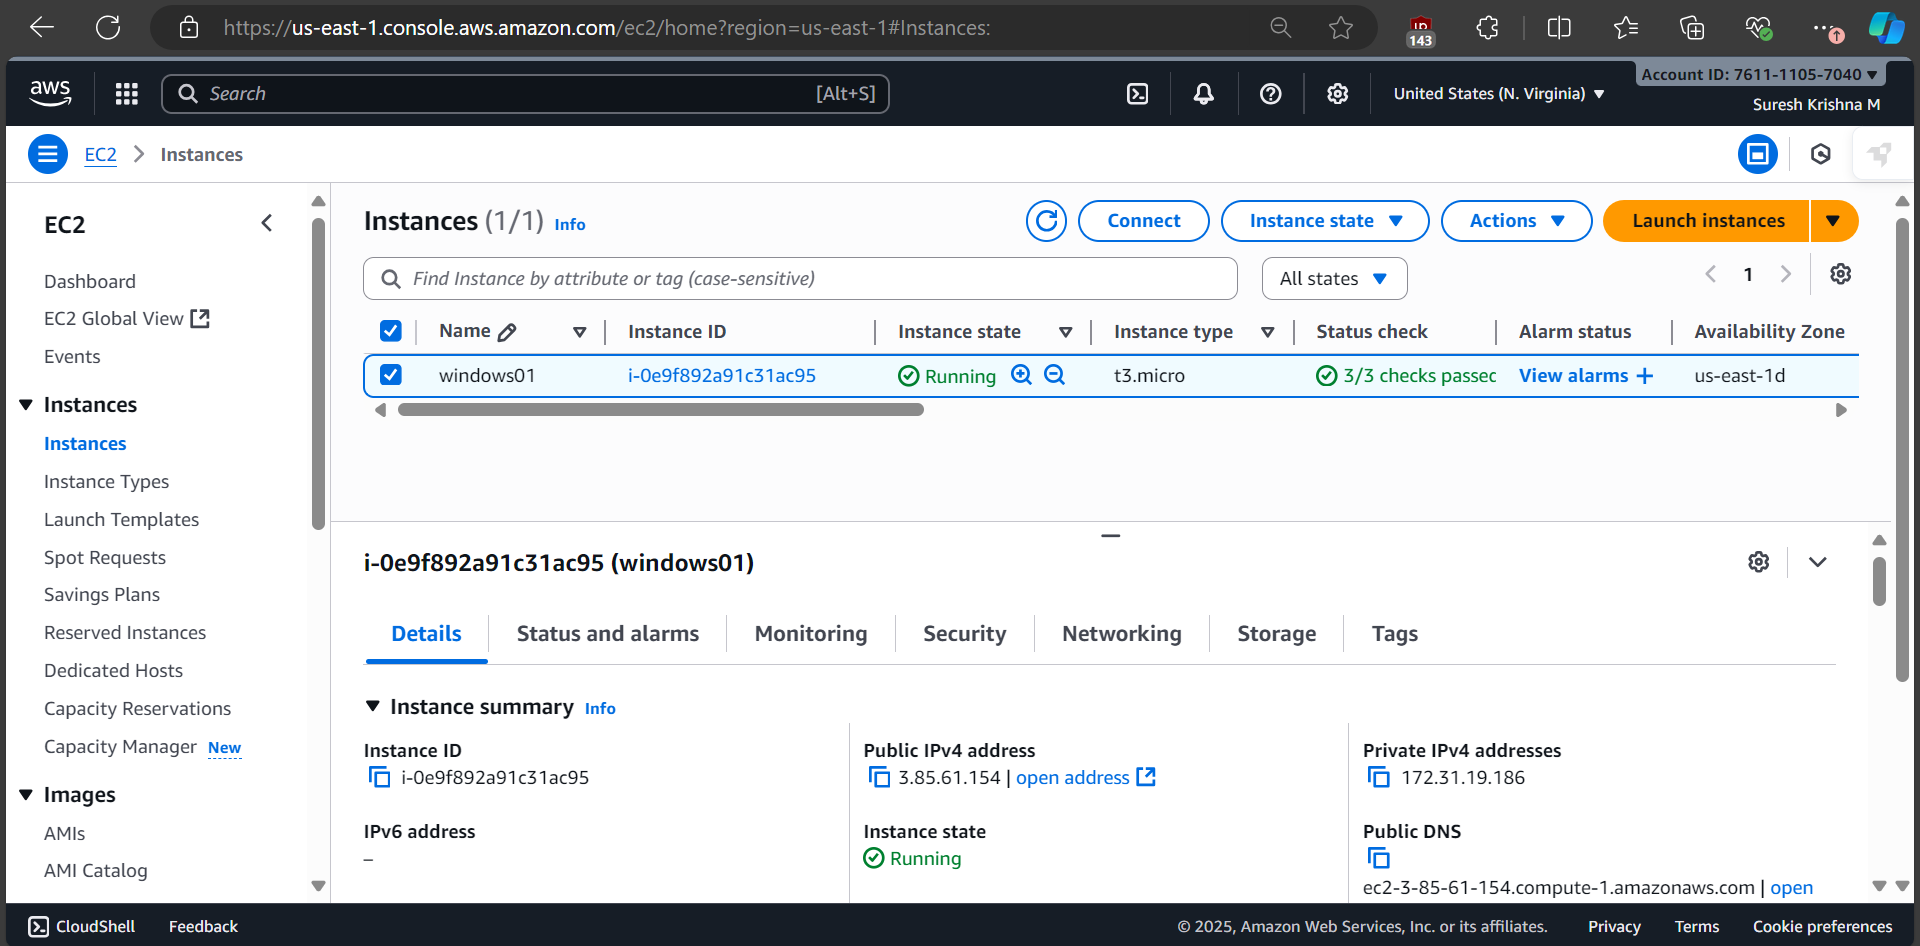 https://us-east-1.console.aws.amazon.com/ec2/home?region=us-east-1#Instances:
143
aws
Search [Alt+S]
United States (N. Virginia)
Account ID: 7611-1105-7040
Suresh Krishna M
EC2 > Instances
EC2
Dashboard
EC2 Global View
Events
Instances
Instances
Instance Types
Launch Templates
Spot Requests
Savings Plans
Reserved Instances
Dedicated Hosts
Capacity Reservations
Capacity Manager New
Images
AMIs
AMI Catalog
Instances (1/1) Info
Connect
Instance state
Actions
Launch instances
Find Instance by attribute or tag (case-sensitive)
All states
1
Name Instance ID Instance state Instance type Status check Alarm status Availability Zone
windows01 i-0e9f892a91c31ac95 Running t3.micro 3/3 checks passed View alarms + us-east-1d
i-0e9f892a91c31ac95 (windows01)
Details Status and alarms Monitoring Security Networking Storage Tags
Instance summary Info
Instance ID
i-0e9f892a91c31ac95
Public IPv4 address
3.85.61.154 | open address
Private IPv4 addresses
172.31.19.186
IPv6 address
–
Instance state
Running
Public DNS
ec2-3-85-61-154.compute-1.amazonaws.com | open
CloudShell Feedback
© 2025, Amazon Web Services, Inc. or its affiliates. Privacy Terms Cookie preferences